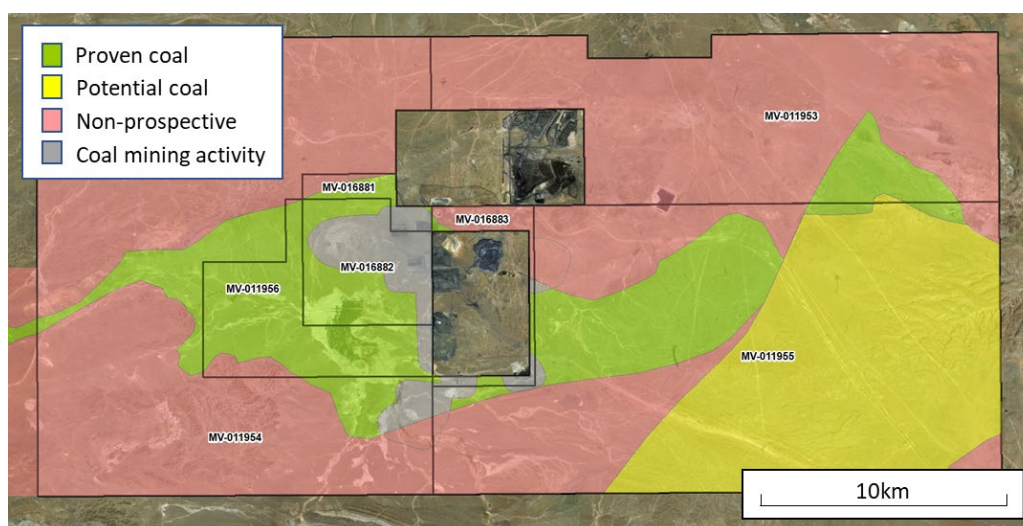 Proven coal
Potential coal
Non-prospective
Coal mining activity
MV-011953
MV-016881
MV-016883
MV-016882
MV-011956
MV-011955
MV-011954
10km